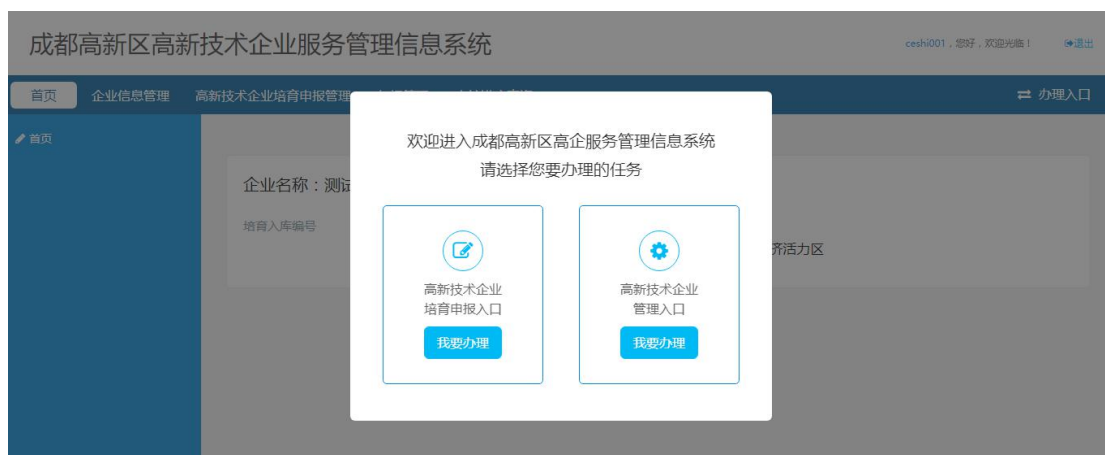 成都高新区高新技术企业服务管理信息系统
ceshi001，您好，欢迎光临！ 退出
首页 企业信息管理 高新技术企业培育申报管理
办理入口
首页
欢迎进入成都高新区高企服务管理信息系统
请选择您要办理的任务
企业名称：测试
培育入库编号
济活力区
高新技术企业
培育申报入口
我要办理
高新技术企业
管理入口
我要办理